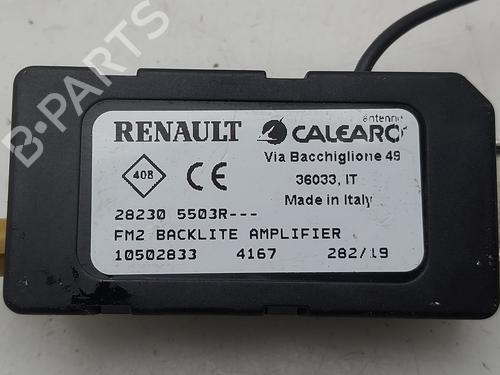 RENAULT
antenne
CALEARO
Via Bacchiglione 49
36033, IT
Made in Italy
408
CE
28230 5503R---
FM2 BACKLITE AMPLIFIER
10502833 4167 282/19
B-PARTS